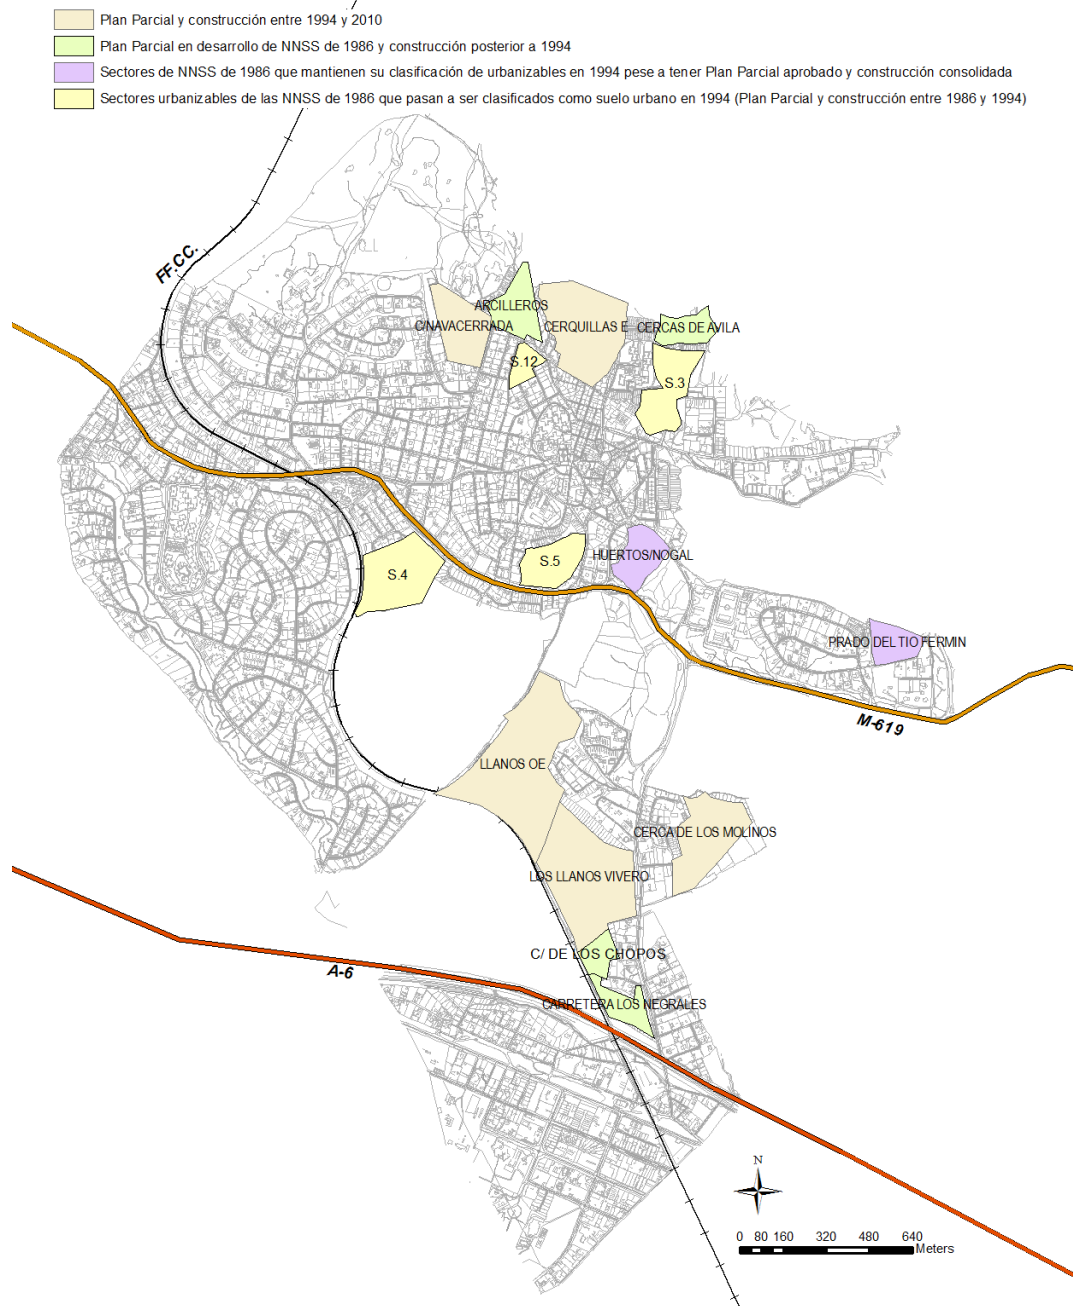 Plan Parcial y construcción entre 1994 y 2010
Plan Parcial en desarrollo de NNSS de 1986 y construcción posterior a 1994
Sectores de NNSS de 1986 que mantienen su clasificación de urbanizables en 1994 pese a tener Plan Parcial aprobado y construcción consolidada
Sectores urbanizables de las NNSS de 1986 que pasan a ser clasificados como suelo urbano en 1994 (Plan Parcial y construcción entre 1986 y 1994)
FF.CC.
ARCILLEROS
C/NAVACERRADA
CERQUILLAS E
CERCAS DE AVILA
S.12
S.3
S.4
S.5
HUERTOS/NOGAL
PRADO DEL TIO FERMIN
M-619
LLANOS OE
CERCA DE LOS MOLINOS
LOS LLANOS VIVERO
C/ DE LOS CHOPOS
A-6
CARRETERA LOS NEGRALES
N
0 80 160 320 480 640
Meters